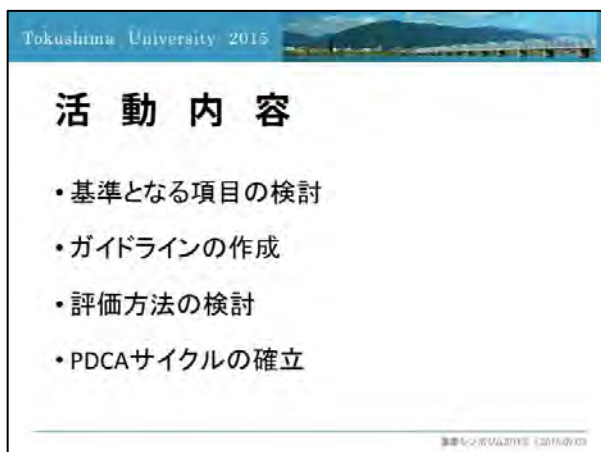 Tokushima University 2015
活 動 内 容
・基準となる項目の検討
・ガイドラインの作成
・評価方法の検討
・PDCAサイクルの確立